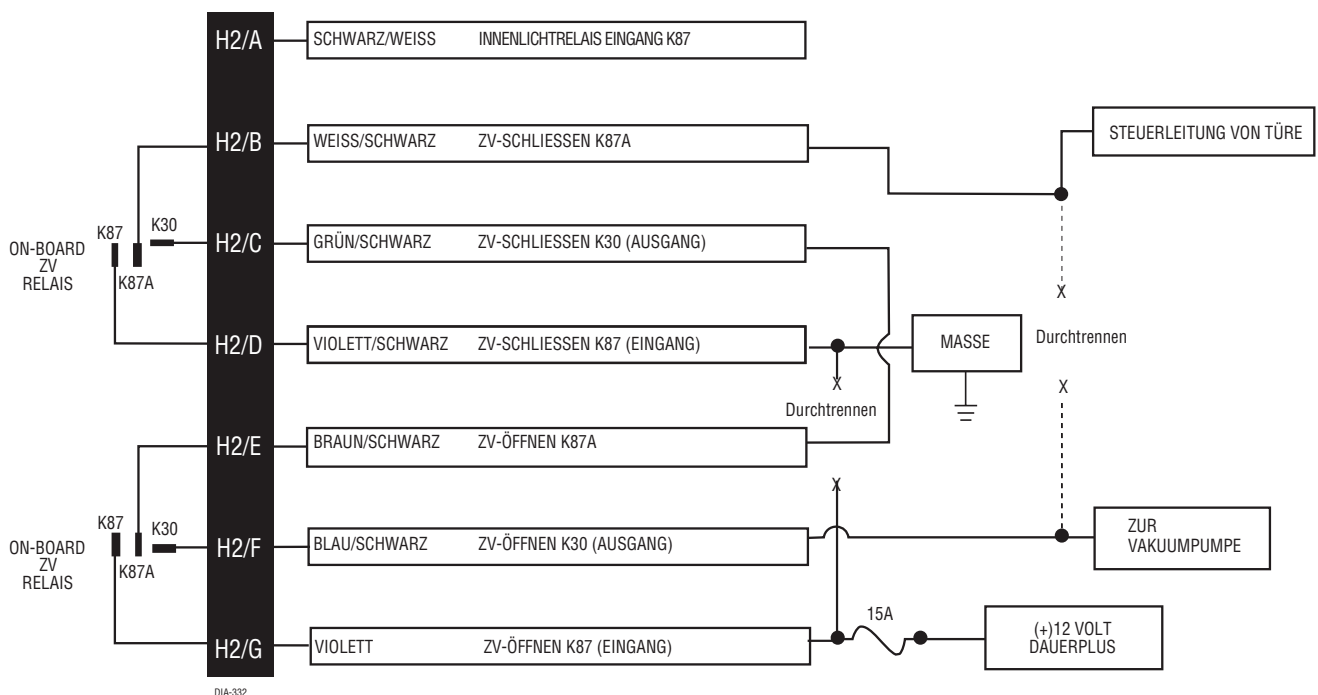 H2/A SCHWARZ/WEISS INNENLICHTRELAIS EINGANG K87
H2/B WEISS/SCHWARZ ZV-SCHLIESSEN K87A
STEUERLEITUNG VON TÜRE
K87 K30
ON-BOARD
ZV
RELAIS
K87A
H2/C GRÜN/SCHWARZ ZV-SCHLIESSEN K30 (AUSGANG)
X
H2/D VIOLETT/SCHWARZ ZV-SCHLIESSEN K87 (EINGANG)
MASSE
Durchtrennen
X
Durchtrennen
X
H2/E BRAUN/SCHWARZ ZV-ÖFFNEN K87A
X
K87 K30
ON-BOARD
ZV
RELAIS
K87A
H2/F BLAU/SCHWARZ ZV-ÖFFNEN K30 (AUSGANG)
ZUR
VAKUUMPUMPE
15A
H2/G VIOLETT ZV-ÖFFNEN K87 (EINGANG)
(+)12 VOLT
DAUERPLUS
DIA-332